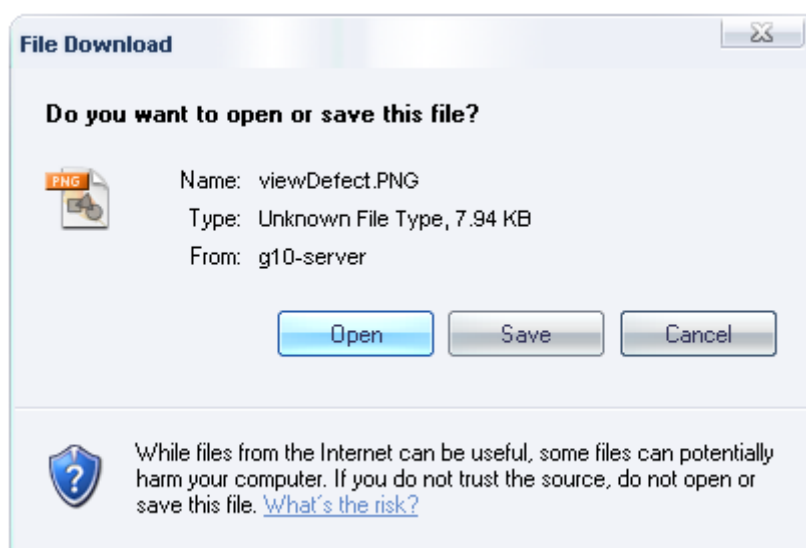 File Download
Do you want to open or save this file?
PNG
Name: viewDefect.PNG
Type: Unknown File Type, 7.94 KB
From: g10-server
Open Save Cancel
While files from the Internet can be useful, some files can potentially
harm your computer. If you do not trust the source, do not open or
save this file. What's the risk?